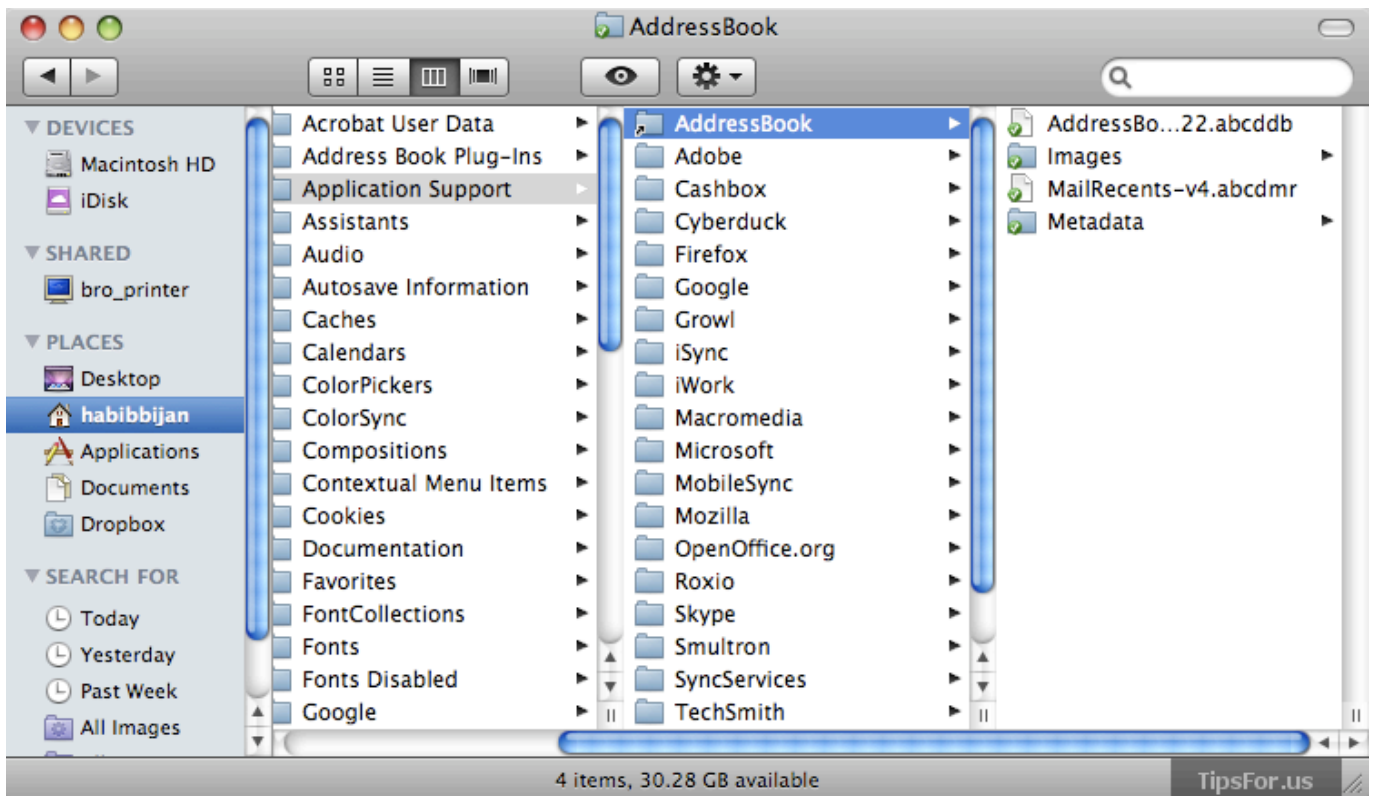 AddressBook
DEVICES
Macintosh HD
iDisk
SHARED
bro_printer
PLACES
Desktop
habibbijan
Applications
Documents
Dropbox
SEARCH FOR
Today
Yesterday
Past Week
All Images
Acrobat User Data
Address Book Plug-Ins
Application Support
Assistants
Audio
Autosave Information
Caches
Calendars
ColorPickers
ColorSync
Compositions
Contextual Menu Items
Cookies
Documentation
Favorites
FontCollections
Fonts
Fonts Disabled
Google
AddressBook
Adobe
Cashbox
Cyberduck
Firefox
Google
Growl
iSync
iWork
Macromedia
Microsoft
MobileSync
Mozilla
OpenOffice.org
Roxio
Skype
Smultron
SyncServices
TechSmith
AddressBo...22.abcddb
Images
MailRecents-v4.abcdmr
Metadata
4 items, 30.28 GB available
TipsFor.us